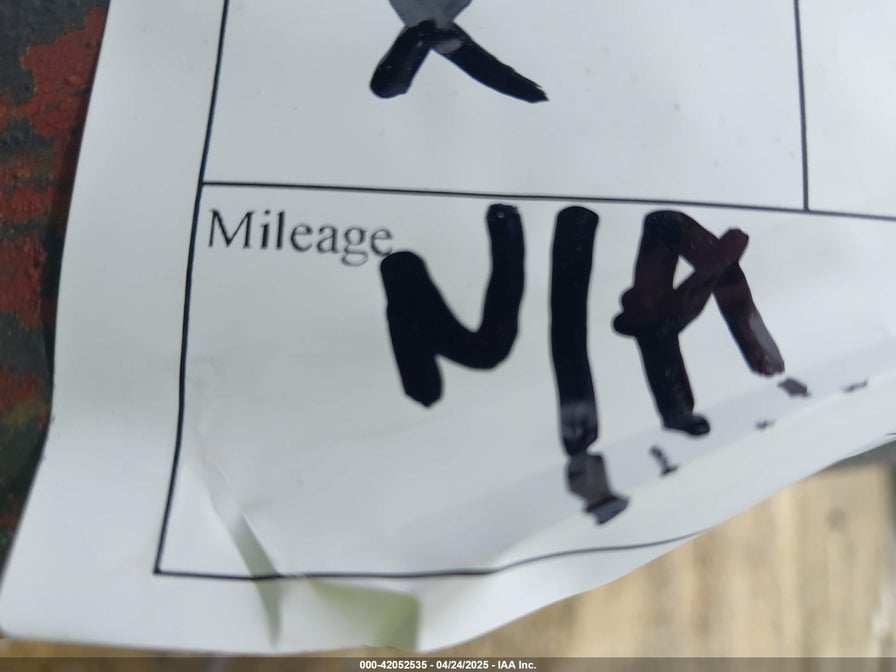 Mileage
N/A
000-42052535 - 04/24/2025 - IAA Inc.